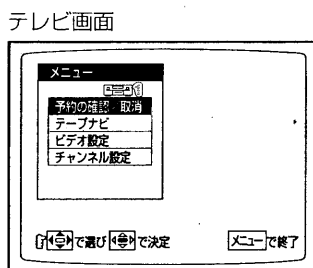 テレビ画面
メニュー
予約の確認・取消
テープナビ
ビデオ設定
チャンネル設定
で選び で決定 メニューで終了